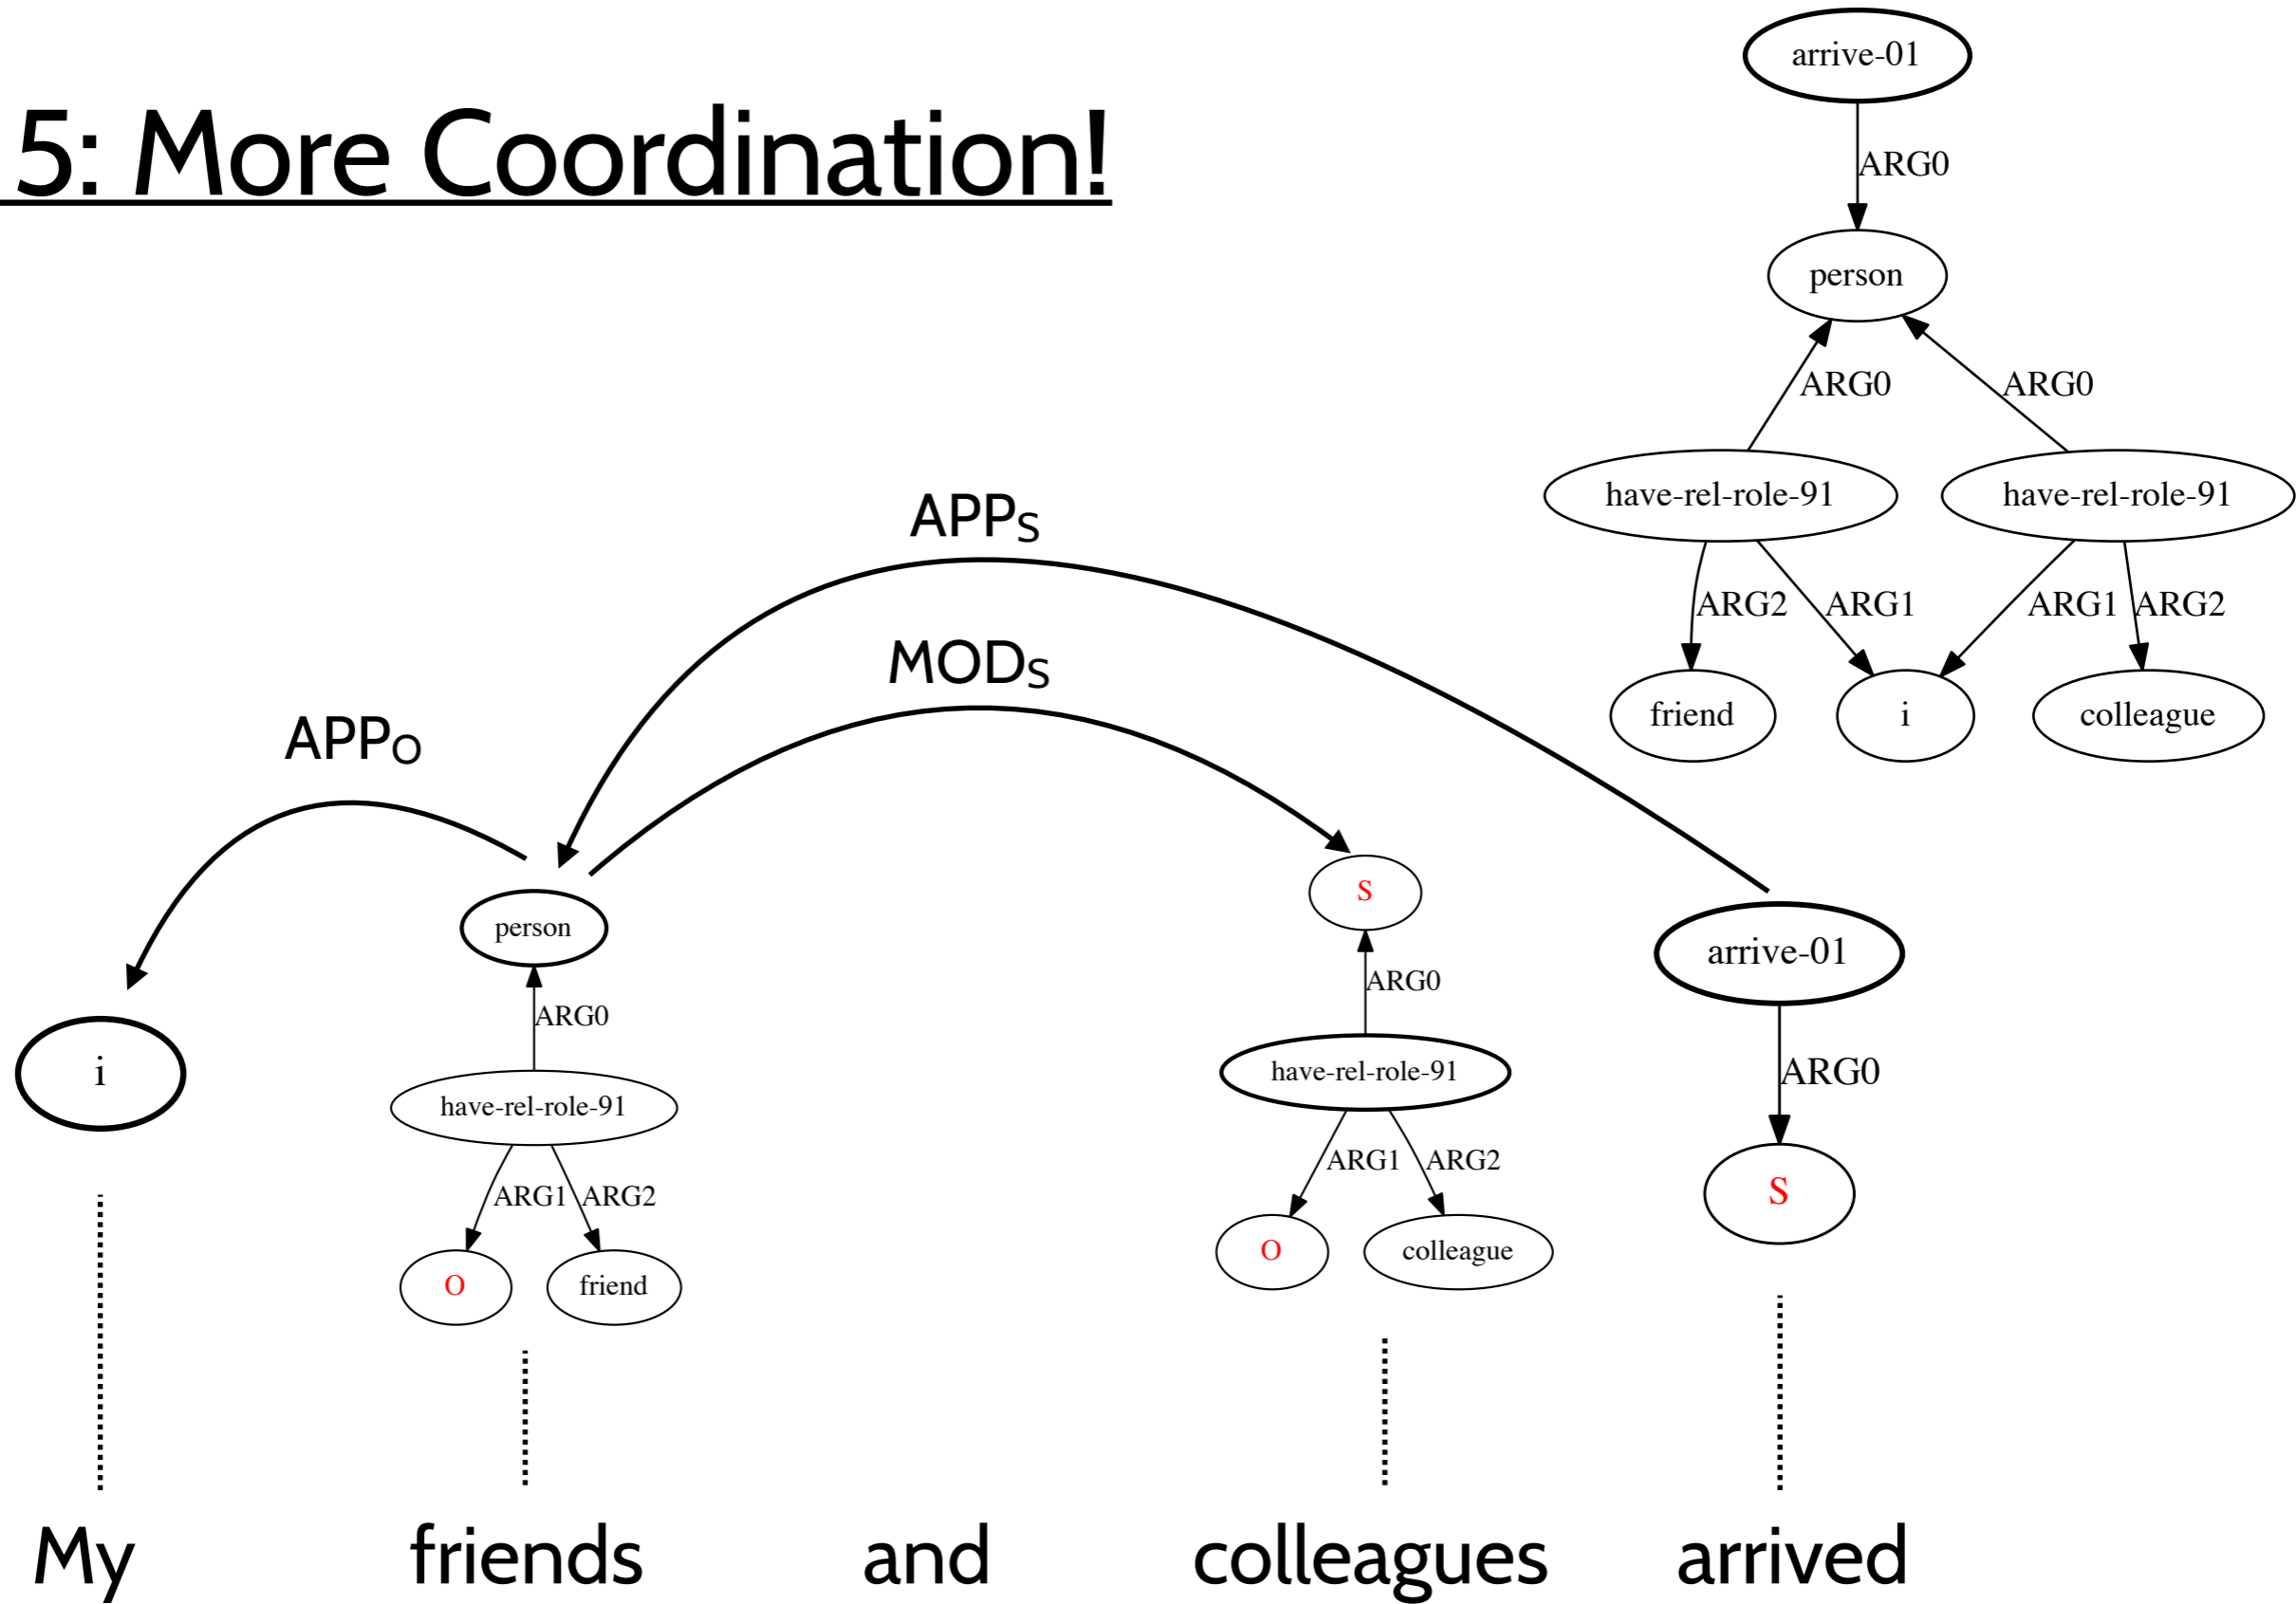 5: More Coordination!
arrive-01
ARG0
person
ARG0 ARG0
have-rel-role-91 have-rel-role-91
ARG2 ARG1 ARG1 ARG2
friend i colleague
APPS
MODS
APPO
S
person
arrive-01
ARG0
ARG0
i
have-rel-role-91
ARG0
have-rel-role-91
ARG1 ARG2
ARG1 ARG2
S
O colleague
O friend
My friends and colleagues arrived